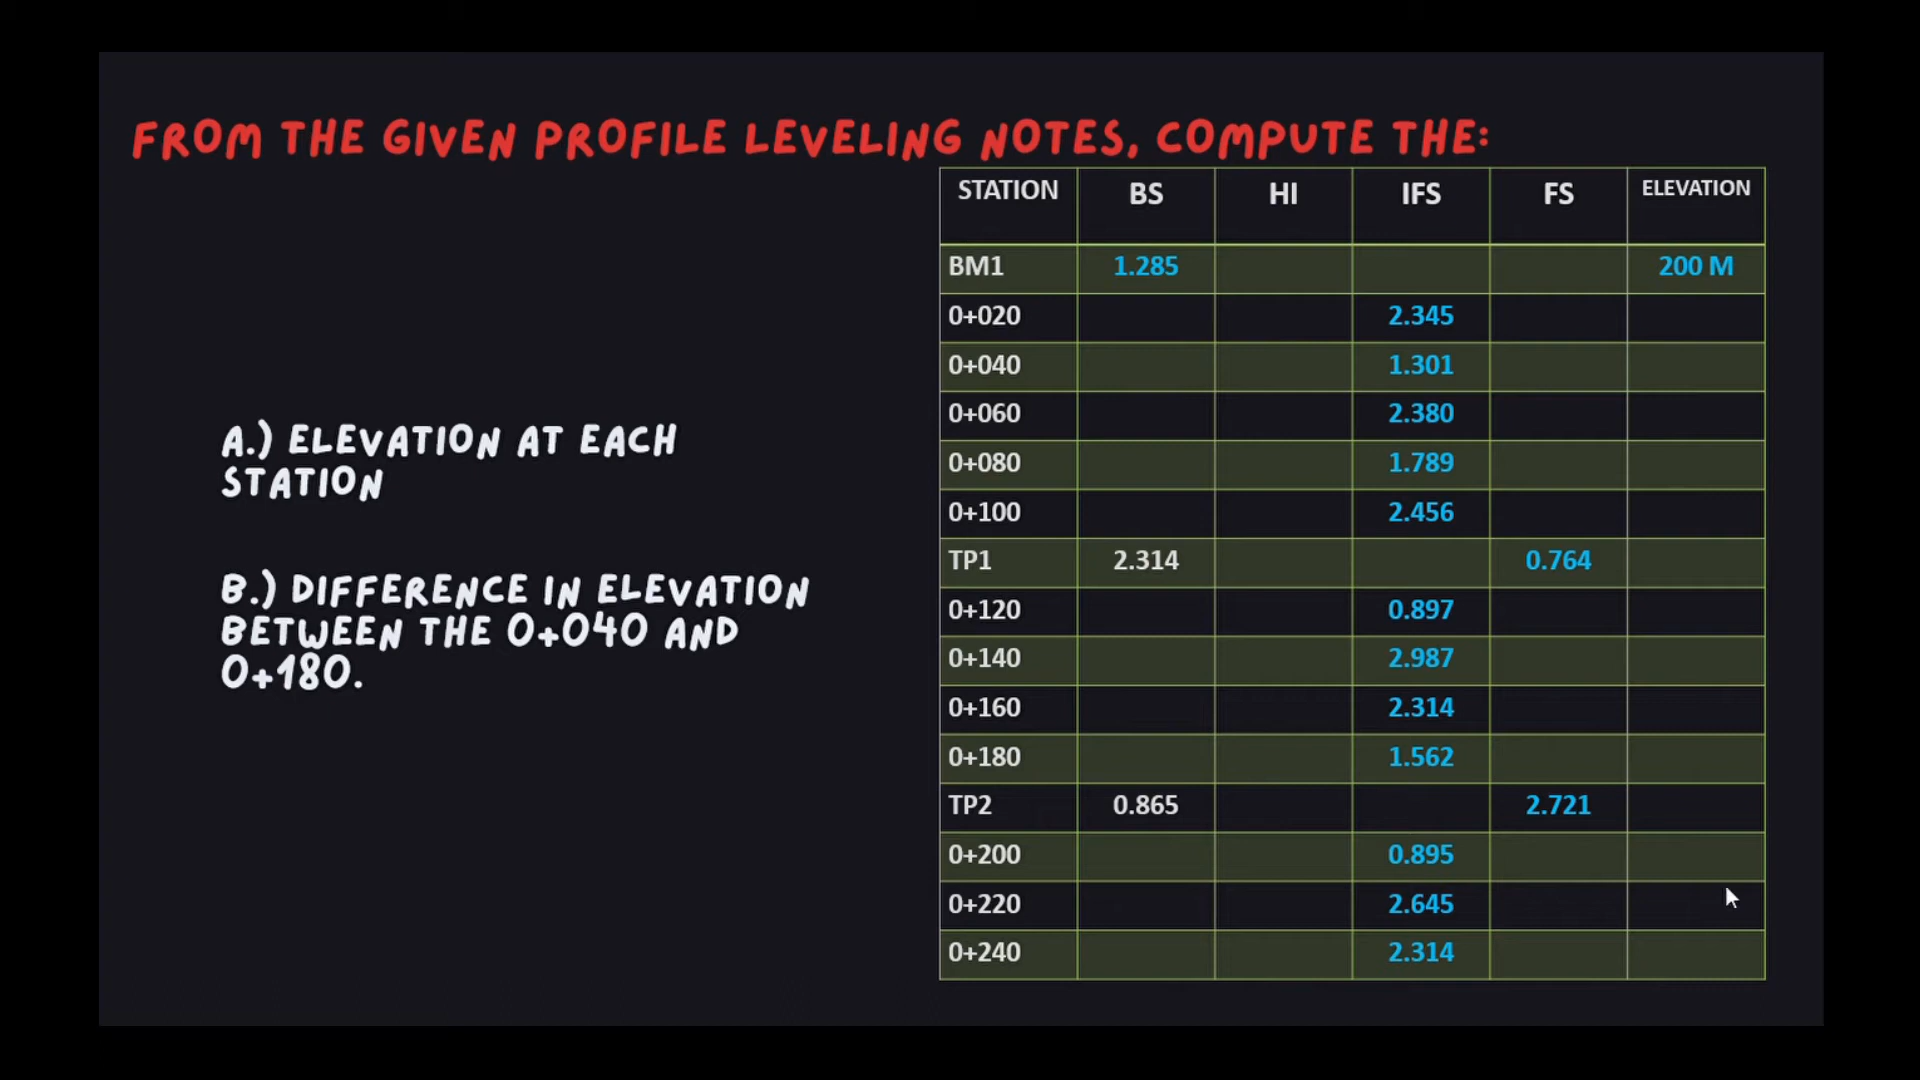 FROM THE GIVEN PROFILE LEVELING NOTES, COMPUTE THE:
A.) ELEVATION AT EACH
STATION
B.) DIFFERENCE IN ELEVATION
BETWEEN THE 0+040 AND
0+180.
STATION BS HI IFS FS ELEVATION
BM1 1.285 200 M
0+020 2.345
0+040 1.301
0+060 2.380
0+080 1.789
0+100 2.456
TP1 2.314 0.764
0+120 0.897
0+140 2.987
0+160 2.314
0+180 1.562
TP2 0.865 2.721
0+200 0.895
0+220 2.645
0+240 2.314